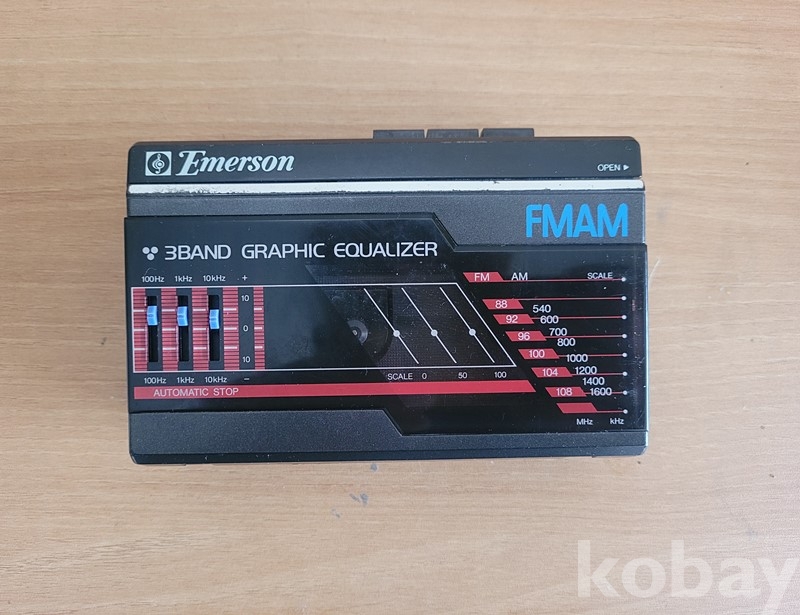 Emerson
OPEN ▶
FMAM
3BAND GRAPHIC EQUALIZER
100Hz 1kHz 10kHz +
10
0
10
100Hz 1kHz 10kHz −
SCALE 0 50 100
AUTOMATIC STOP
FM AM SCALE
88 540
92 600
96 700
800
100 1000
104 1200
1400
108 1600
MHz kHz
kobay